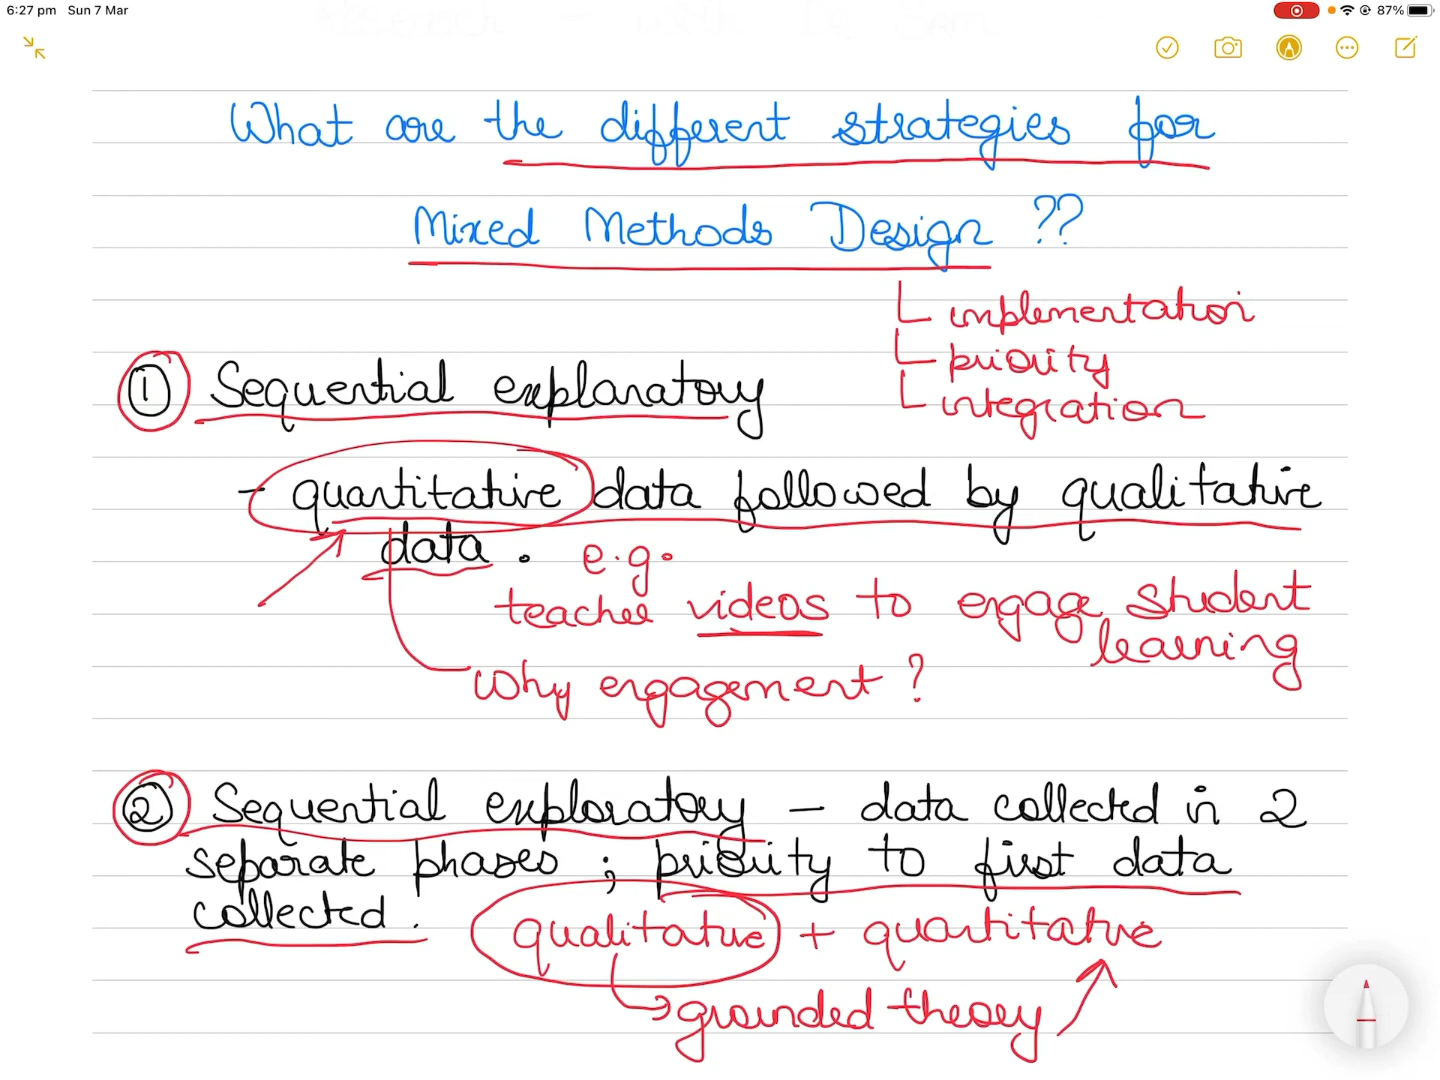 6:27 pm Sun 7 Mar
87%
What are the different strategies for
Mixed Methods Design ??
implementation
priority
integration
1 Sequential explanatory
- quantitative data followed by qualitative
data . e.g.
teacher videos to engage student
learning
Why engagement ?
2 Sequential exploratory - data collected in 2
separate phases ; priority to first data
collected .
qualitative + quantitative
grounded theory